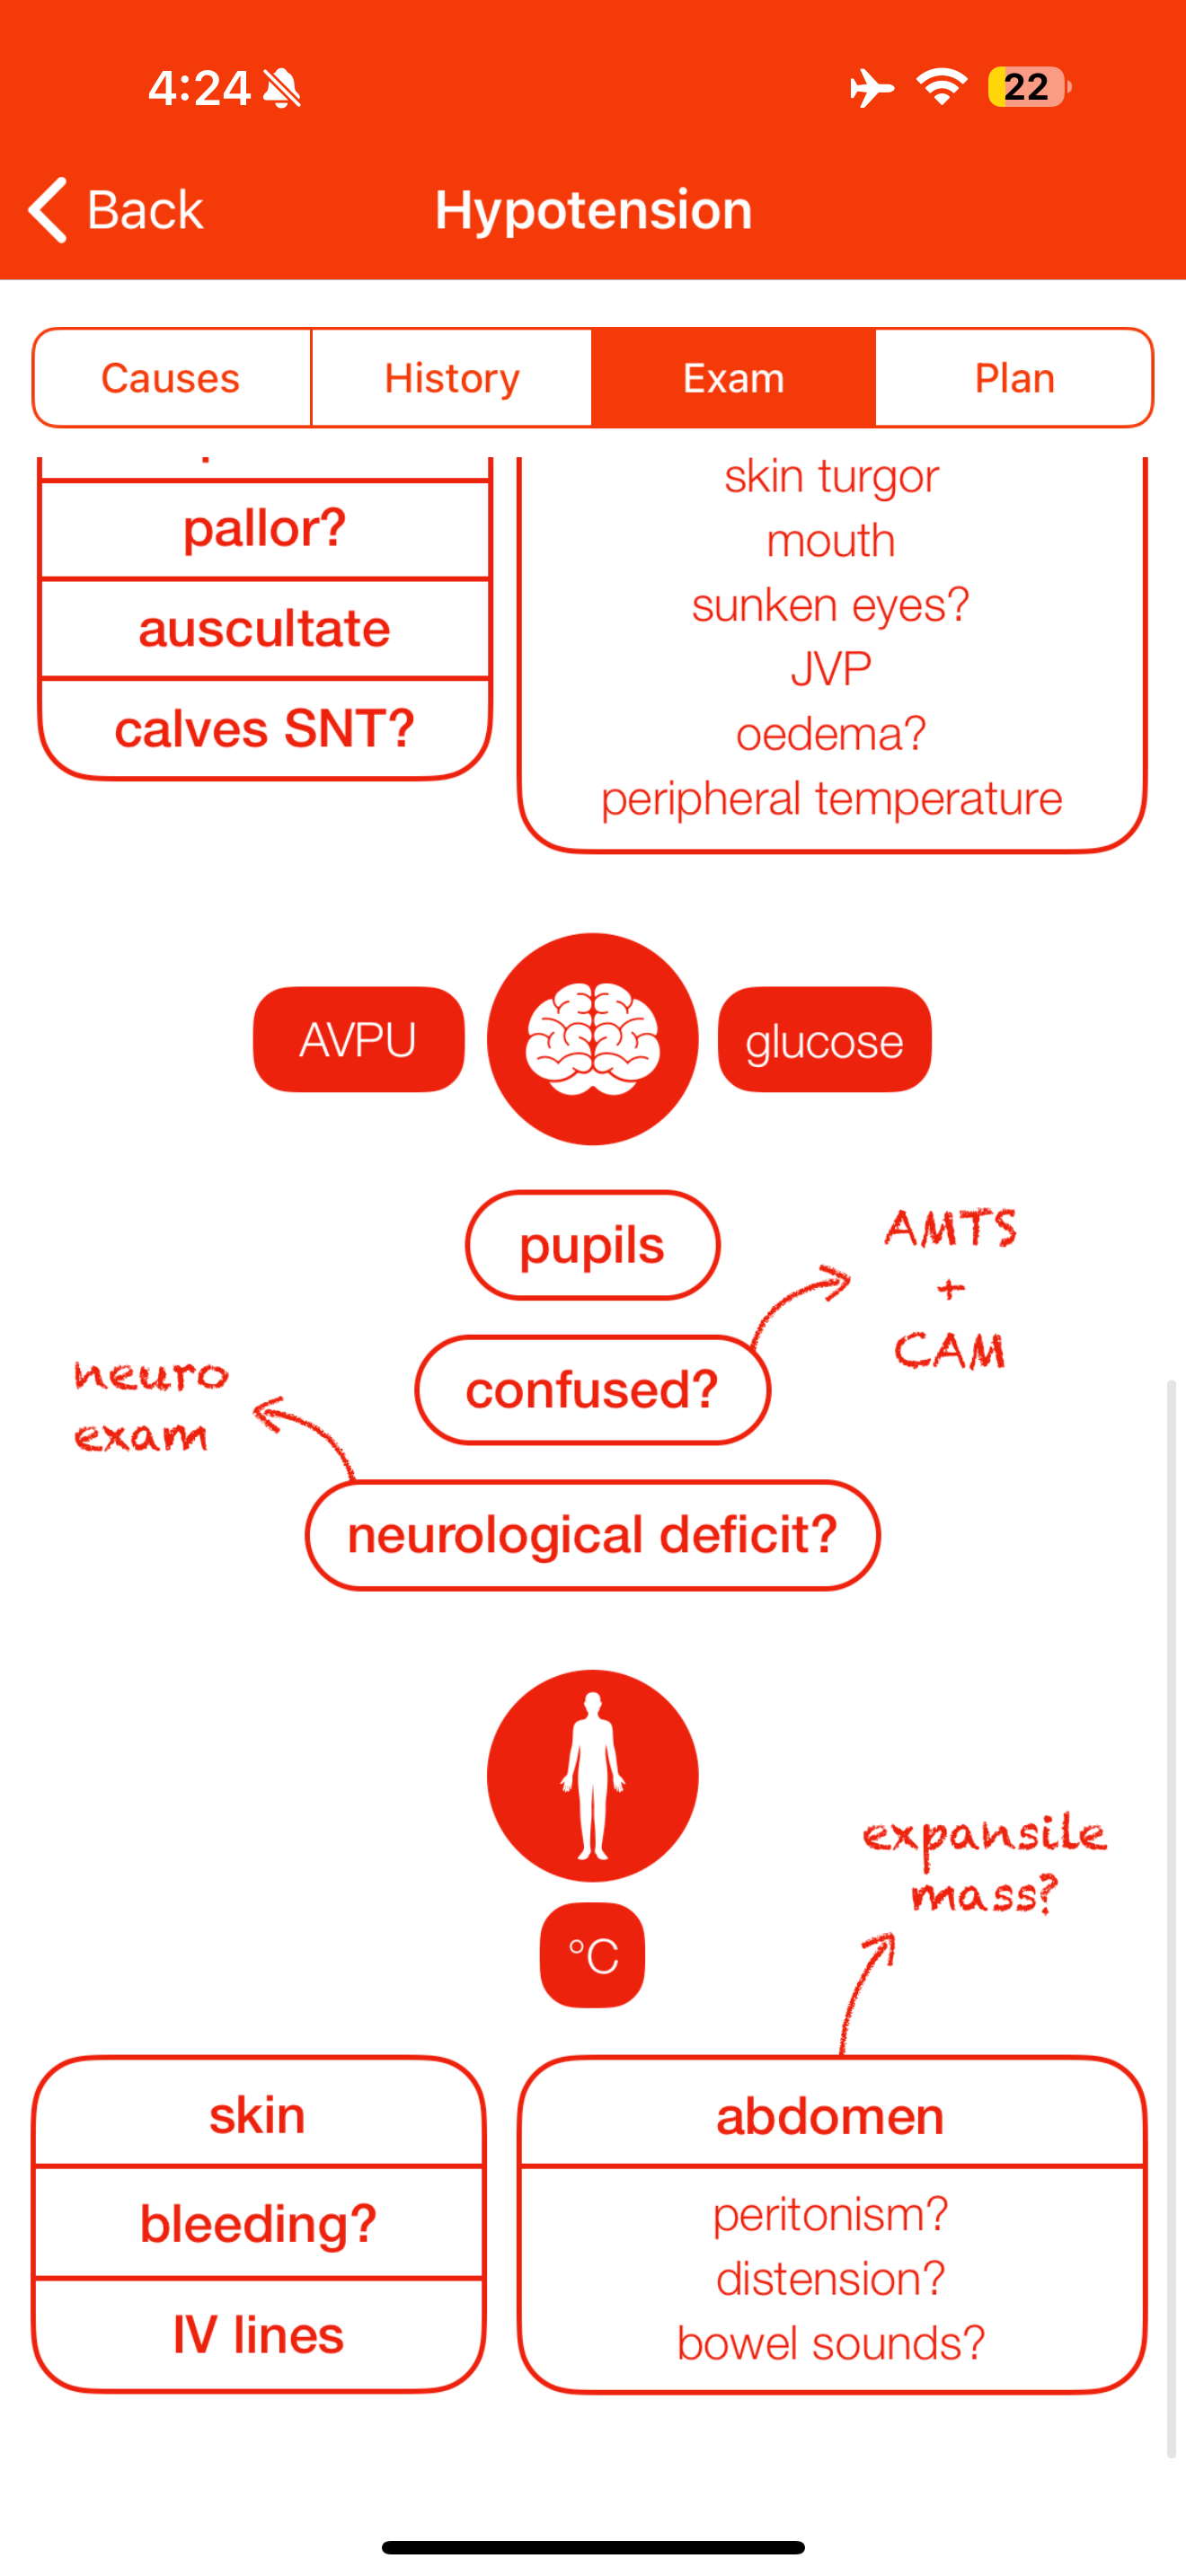 4:24
22
Back
Hypotension
Causes
History
Exam
Plan
pallor?
auscultate
calves SNT?
skin turgor
mouth
sunken eyes?
JVP
oedema?
peripheral temperature
AVPU
glucose
pupils
AMTS
+
CAM
confused?
neuro
exam
neurological deficit?
expansile
mass?
°C
skin
bleeding?
IV lines
abdomen
peritonism?
distension?
bowel sounds?